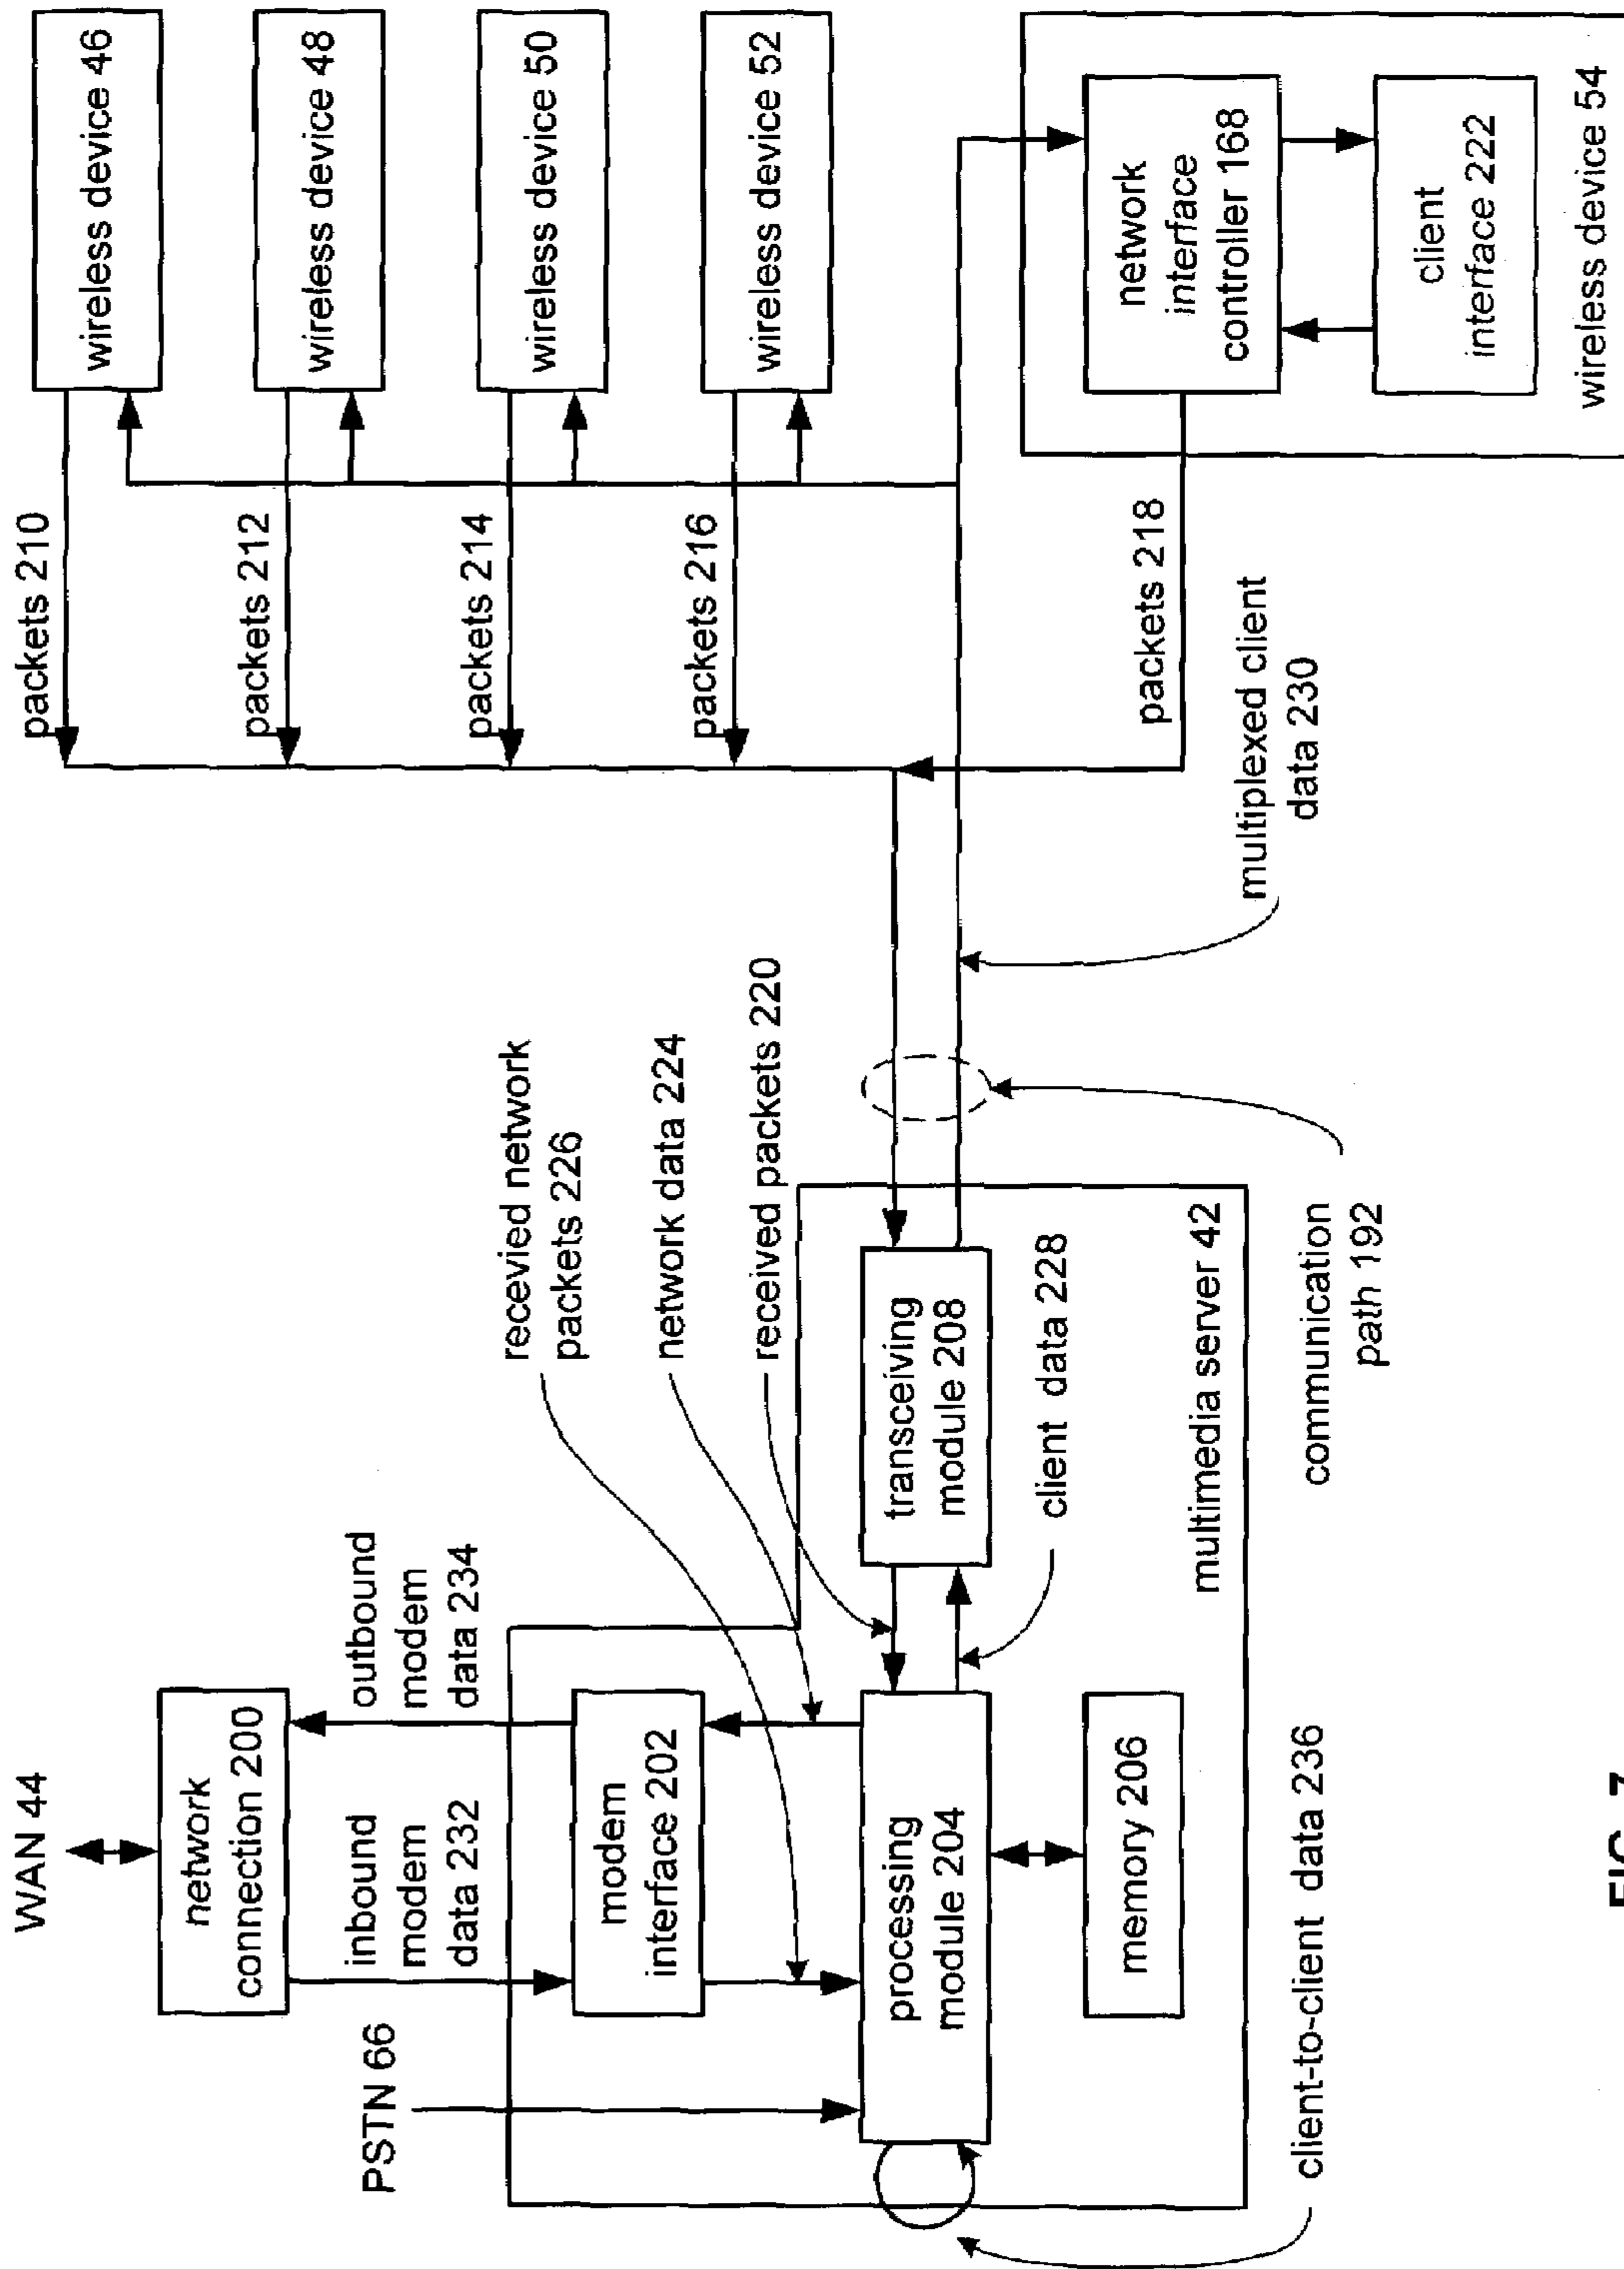 WAN 44
network
connection 200
inbound
modem
data 232
outbound
modem
data 234
PSTN 66
modem
interface 202
recevied network
packets 226
network data 224
received packets 220
processing
module 204
transceiving
module 208
client data 228
memory 206
multimedia server 42
client-to-client data 236
communication
path 192
multiplexed client
data 230
packets 210
packets 212
packets 214
packets 216
packets 218
wireless device 46
wireless device 48
wireless device 50
wireless device 52
network
interface
controller 168
client
interface 222
wireless device 54
FIG. 7